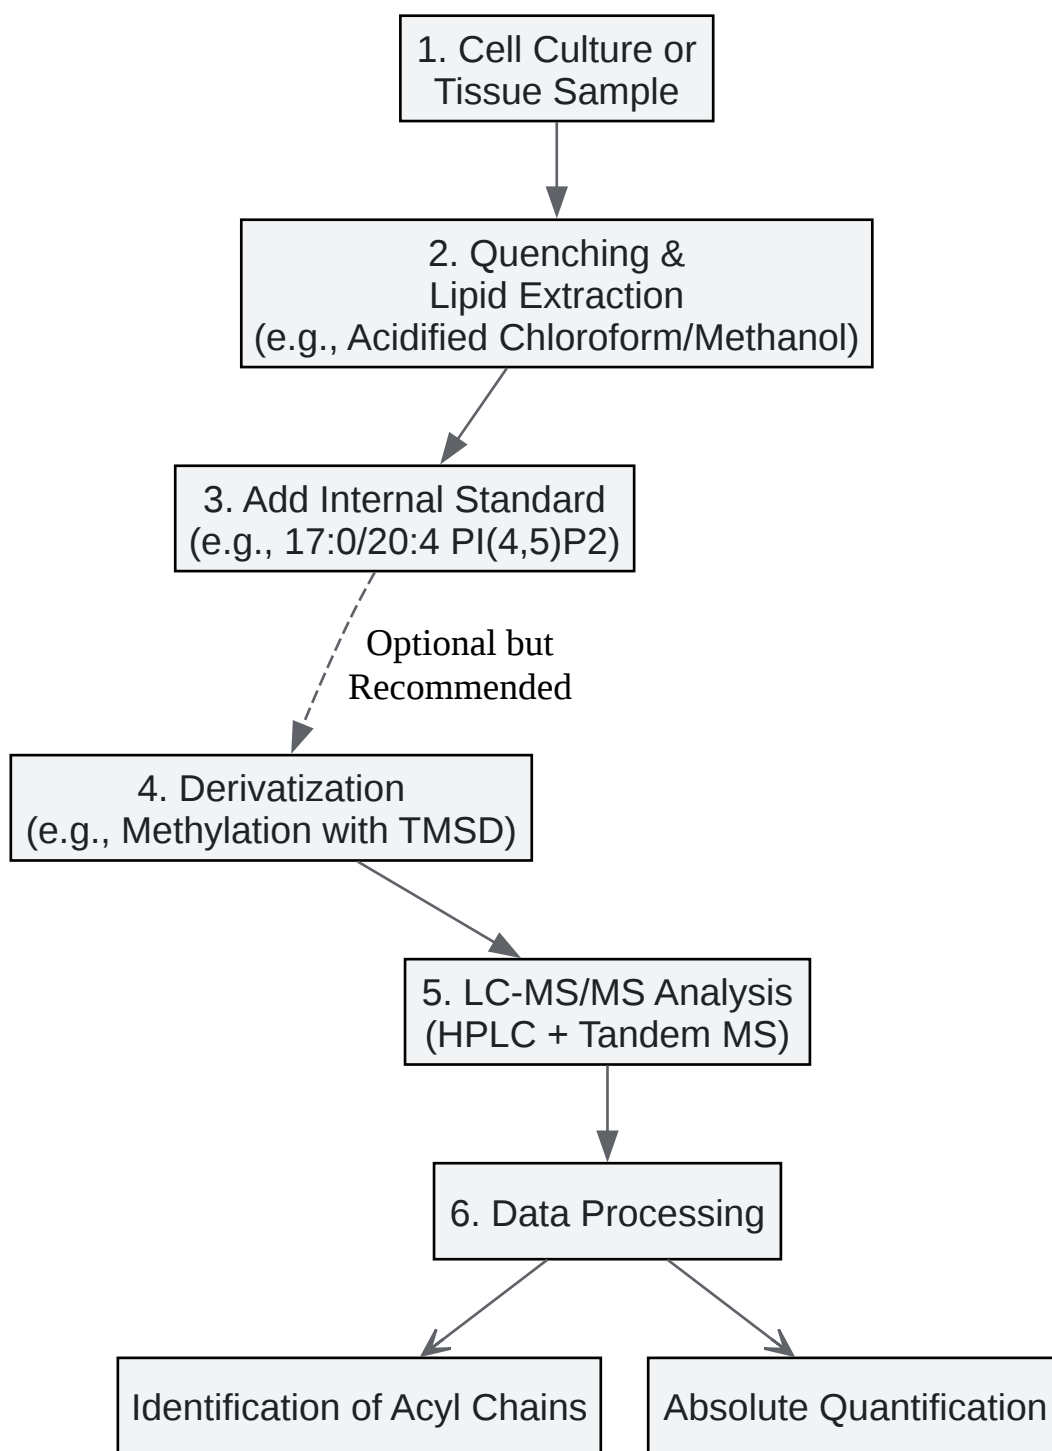 1. Cell Culture or
Tissue Sample
2. Quenching &
Lipid Extraction
(e.g., Acidified Chloroform/Methanol)
3. Add Internal Standard
(e.g., 17:0/20:4 PI(4,5)P2)
Optional but
Recommended
4. Derivatization
(e.g., Methylation with TMSD)
5. LC-MS/MS Analysis
(HPLC + Tandem MS)
6. Data Processing
Identification of Acyl Chains
Absolute Quantification